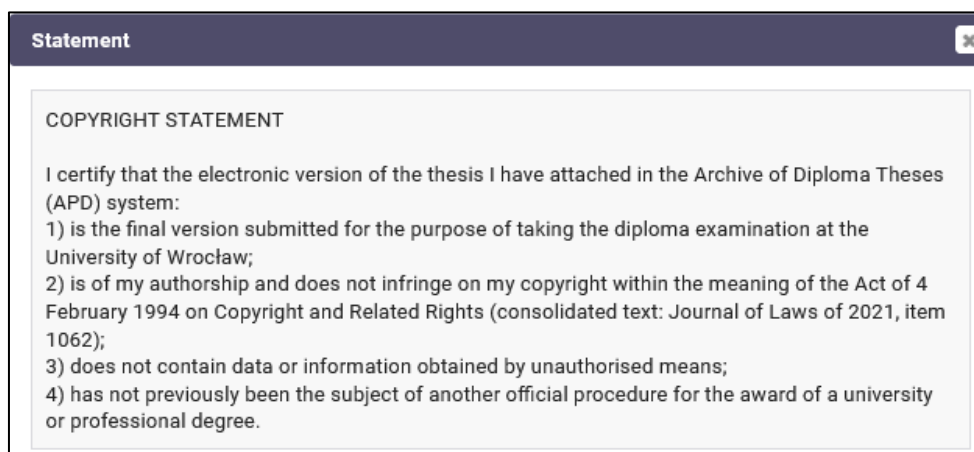 Statement
COPYRIGHT STATEMENT
I certify that the electronic version of the thesis I have attached in the Archive of Diploma Theses
(APD) system:
1) is the final version submitted for the purpose of taking the diploma examination at the
University of Wrocław;
2) is of my authorship and does not infringe on my copyright within the meaning of the Act of 4
February 1994 on Copyright and Related Rights (consolidated text: Journal of Laws of 2021, item
1062);
3) does not contain data or information obtained by unauthorised means;
4) has not previously been the subject of another official procedure for the award of a university
or professional degree.